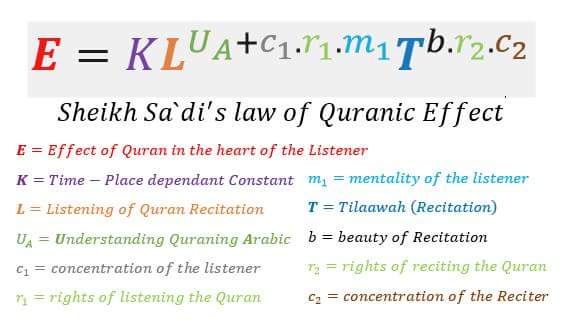 E = KL^{U_A+c_1.r_1.m_1}T^{b.r_2.c_2}
Sheikh Sa`di's law of Quranic Effect
E = Effect of Quran in the heart of the Listener
K = Time − Place dependant Constant
L = Listening of Quran Recitation
U_A = Understanding Quraning Arabic
c_1 = concentration of the listener
r_1 = rights of listening the Quran
m_1 = mentality of the listener
T = Tilaawah (Recitation)
b = beauty of Recitation
r_2 = rights of reciting the Quran
c_2 = concentration of the Reciter